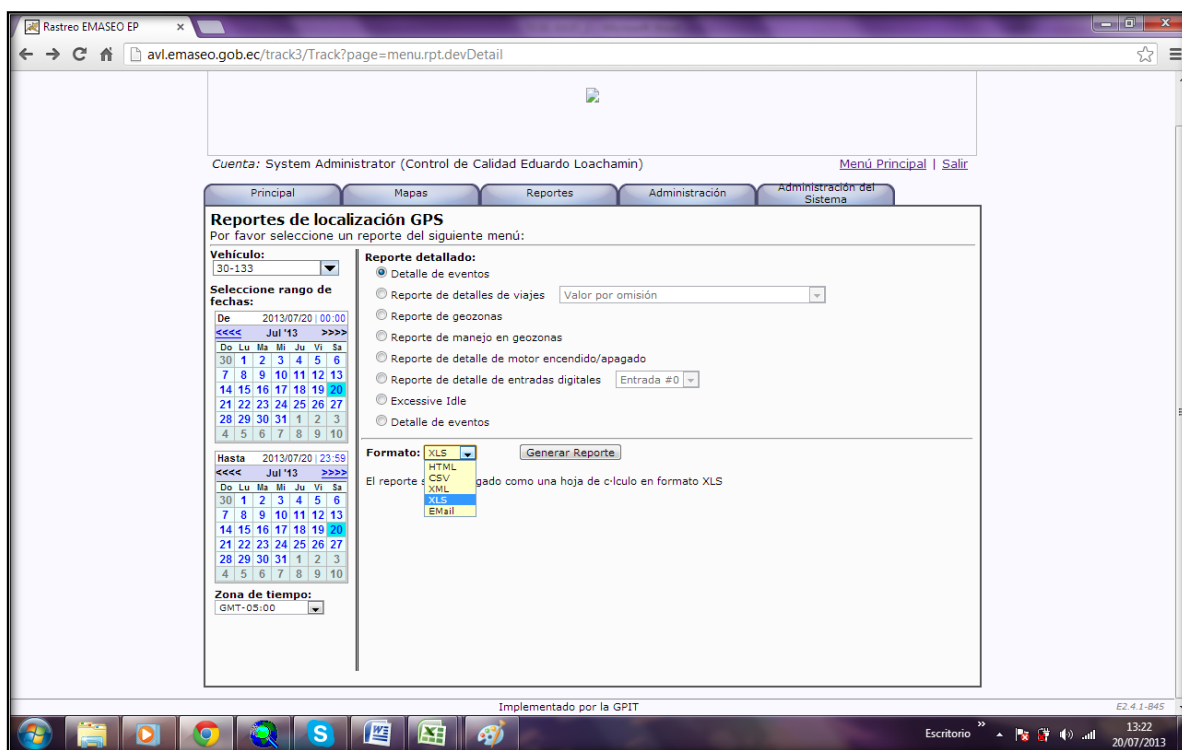 Rastreo EMASEO EP
avl.emaseo.gob.ec/track3/Track?page=menu.rpt.devDetail
Cuenta: System Administrator (Control de Calidad Eduardo Loachamin)
Menú Principal | Salir
Principal
Mapas
Reportes
Administración
Administración del
Sistema
Reportes de localización GPS
Por favor seleccione un reporte del siguiente menú:
Vehículo:
30-133
Seleccione rango de
fechas:
De 2013/07/20 | 00:00
<<<< Jul '13 >>>>
Do Lu Ma Mi Ju Vi Sa
30 1 2 3 4 5 6
7 8 9 10 11 12 13
14 15 16 17 18 19 20
21 22 23 24 25 26 27
28 29 30 31 1 2 3
4 5 6 7 8 9 10
Hasta 2013/07/20 | 23:59
<<<< Jul '13 >>>>
Do Lu Ma Mi Ju Vi Sa
30 1 2 3 4 5 6
7 8 9 10 11 12 13
14 15 16 17 18 19 20
21 22 23 24 25 26 27
28 29 30 31 1 2 3
4 5 6 7 8 9 10
Zona de tiempo:
GMT-05:00
Reporte detallado:
Detalle de eventos
Reporte de detalles de viajes Valor por omisión
Reporte de geozonas
Reporte de manejo en geozonas
Reporte de detalle de motor encendido/apagado
Reporte de detalle de entradas digitales Entrada #0
Excessive Idle
Detalle de eventos
Formato: XLS Generar Reporte
HTML
CSV
XML
XLS
EMail
El reporte gado como una hoja de c·lculo en formato XLS
Implementado por la GPIT
E2.4.1-B45
Escritorio
13:22
20/07/2013